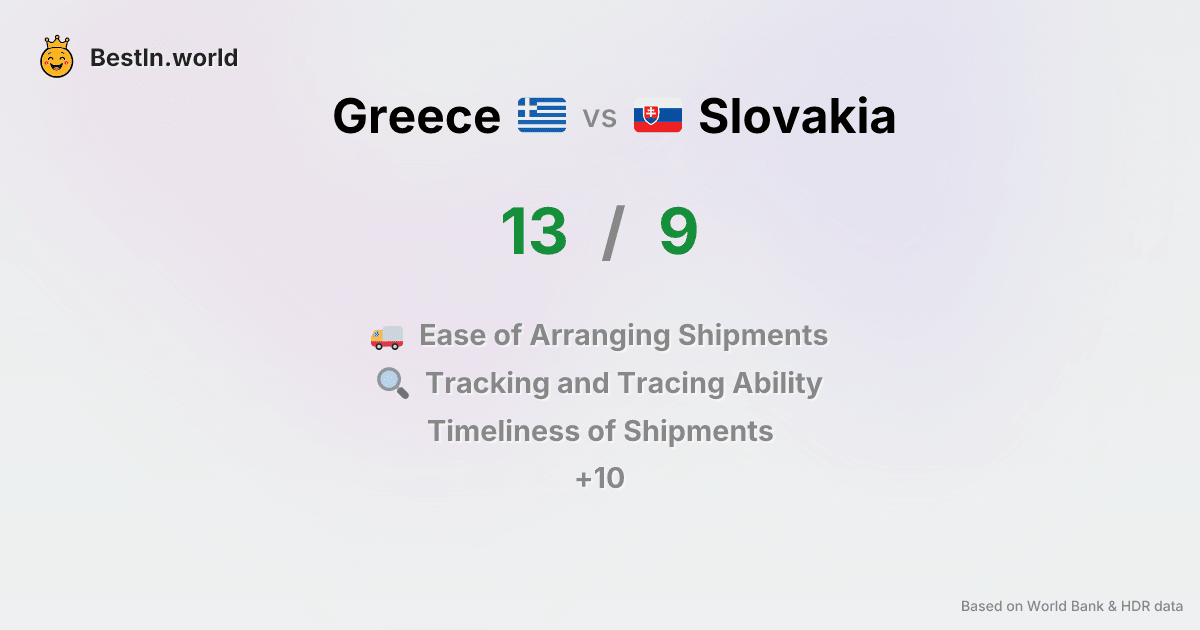 BestIn.world
Greece vs Slovakia
13 / 9
Ease of Arranging Shipments
Tracking and Tracing Ability
Timeliness of Shipments
+10
Based on World Bank & HDR data